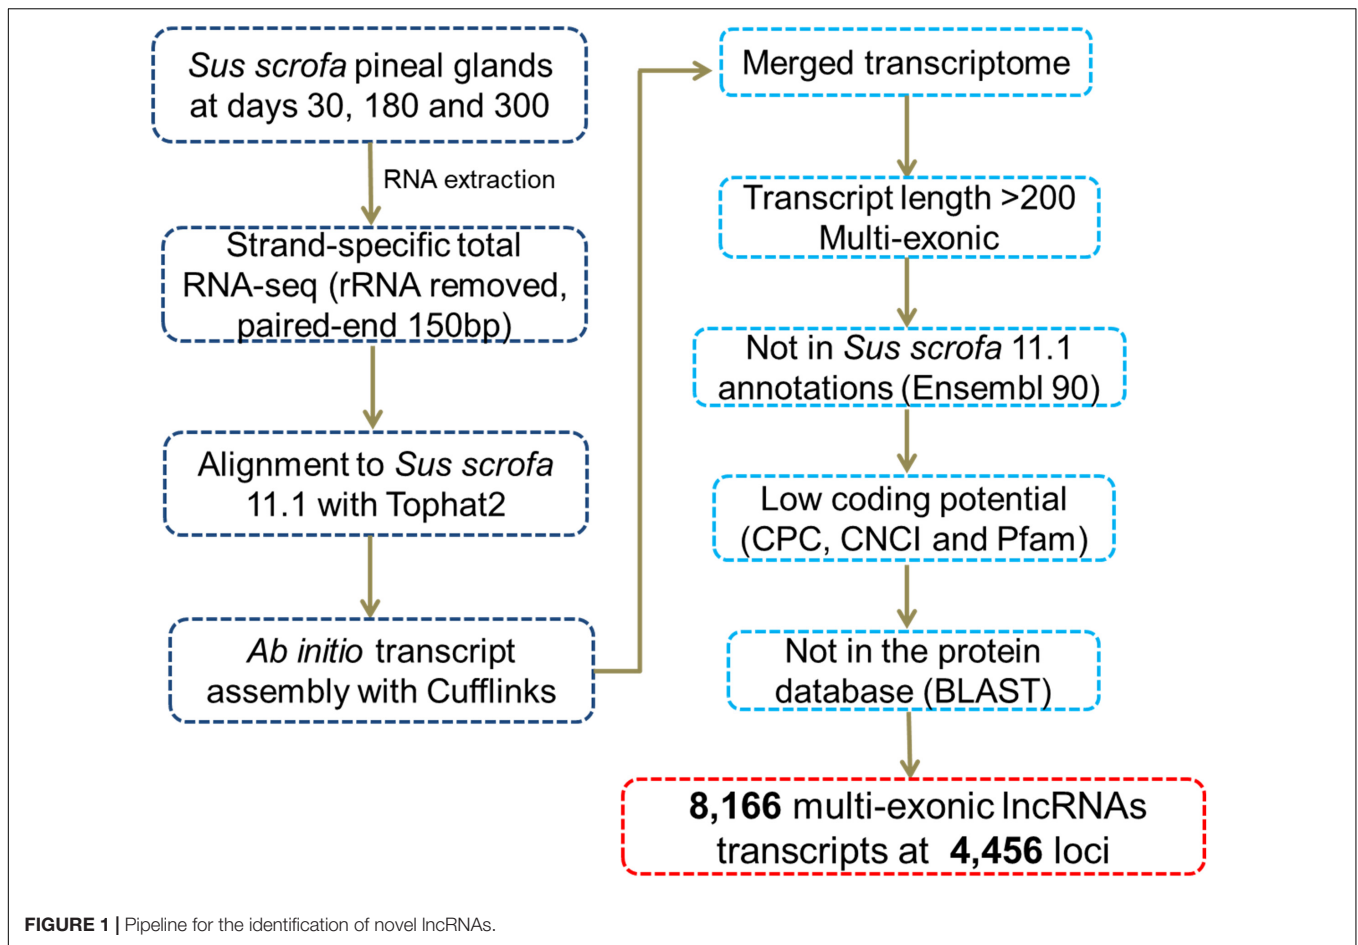 Sus scrofa pineal glands
at days 30, 180 and 300
RNA extraction
Strand-specific total
RNA-seq (rRNA removed,
paired-end 150bp)
Alignment to Sus scrofa
11.1 with Tophat2
Ab initio transcript
assembly with Cufflinks
Merged transcriptome
Transcript length >200
Multi-exonic
Not in Sus scrofa 11.1
annotations (Ensembl 90)
Low coding potential
(CPC, CNCI and Pfam)
Not in the protein
database (BLAST)
8,166 multi-exonic lncRNAs
transcripts at 4,456 loci
FIGURE 1 | Pipeline for the identification of novel lncRNAs.